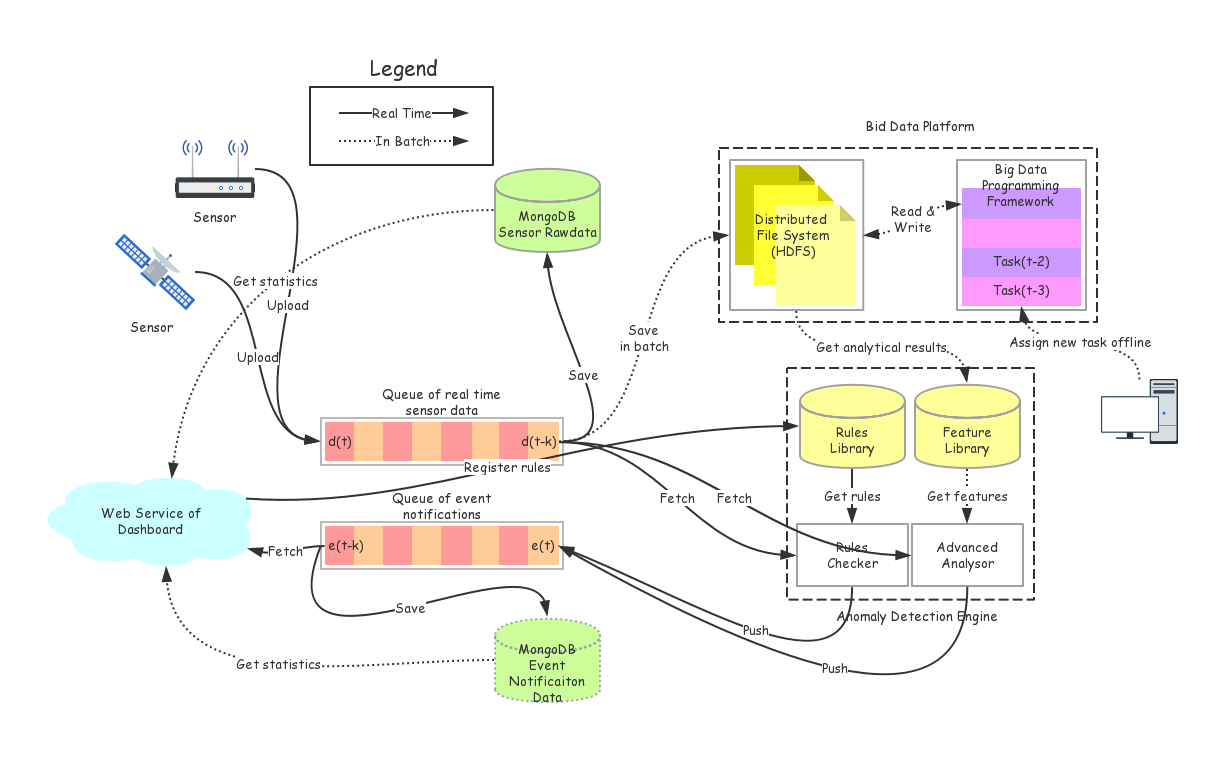 Legend
Real Time
In Batch
Sensor
Sensor
MongoDB
Sensor Rawdata
Bid Data Platform
Distributed
File System
(HDFS)
Read &
Write
Big Data
Programming
Framework
Task(t-2)
Task(t-3)
Get statistics
Upload
Upload
Save
in batch
Get analytical results
Assign new task offline
Save
Queue of real time
sensor data
d(t)
d(t-k)
Register rules
Rules
Library
Feature
Library
Fetch
Fetch
Get rules
Get features
Web Service of
Dashboard
Queue of event
notifications
e(t-k)
e(t)
Fetch
Rules
Checker
Advanced
Analysor
Save
Anomaly Detection Engine
Push
Push
Get statistics
MongoDB
Event
Notificaiton
Data